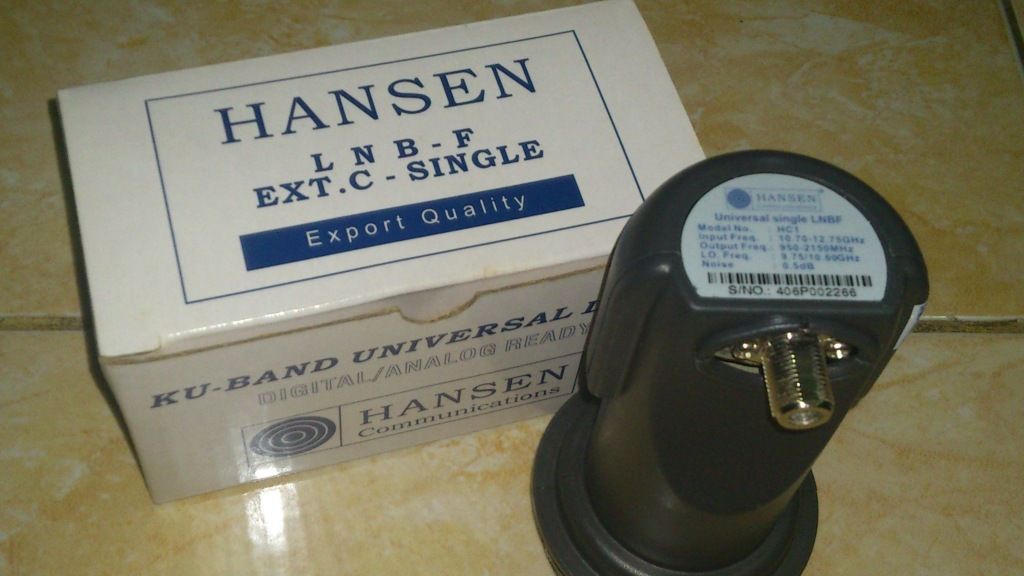 HANSEN
L N B - F
EXT.C - SINGLE
Export Quality
KU-BAND UNIVERSAL
DIGITAL/ANALOG READY
HANSEN
Communications
HANSEN
Universal single LNBF
Model No. : HC1
Input Freq. : 10.70-12.75GHz
Output Freq. : 950-2150MHz
LO. Freq. : 9.75/10.60GHz
Noise : 0.5dB
S/NO.: 406P002266